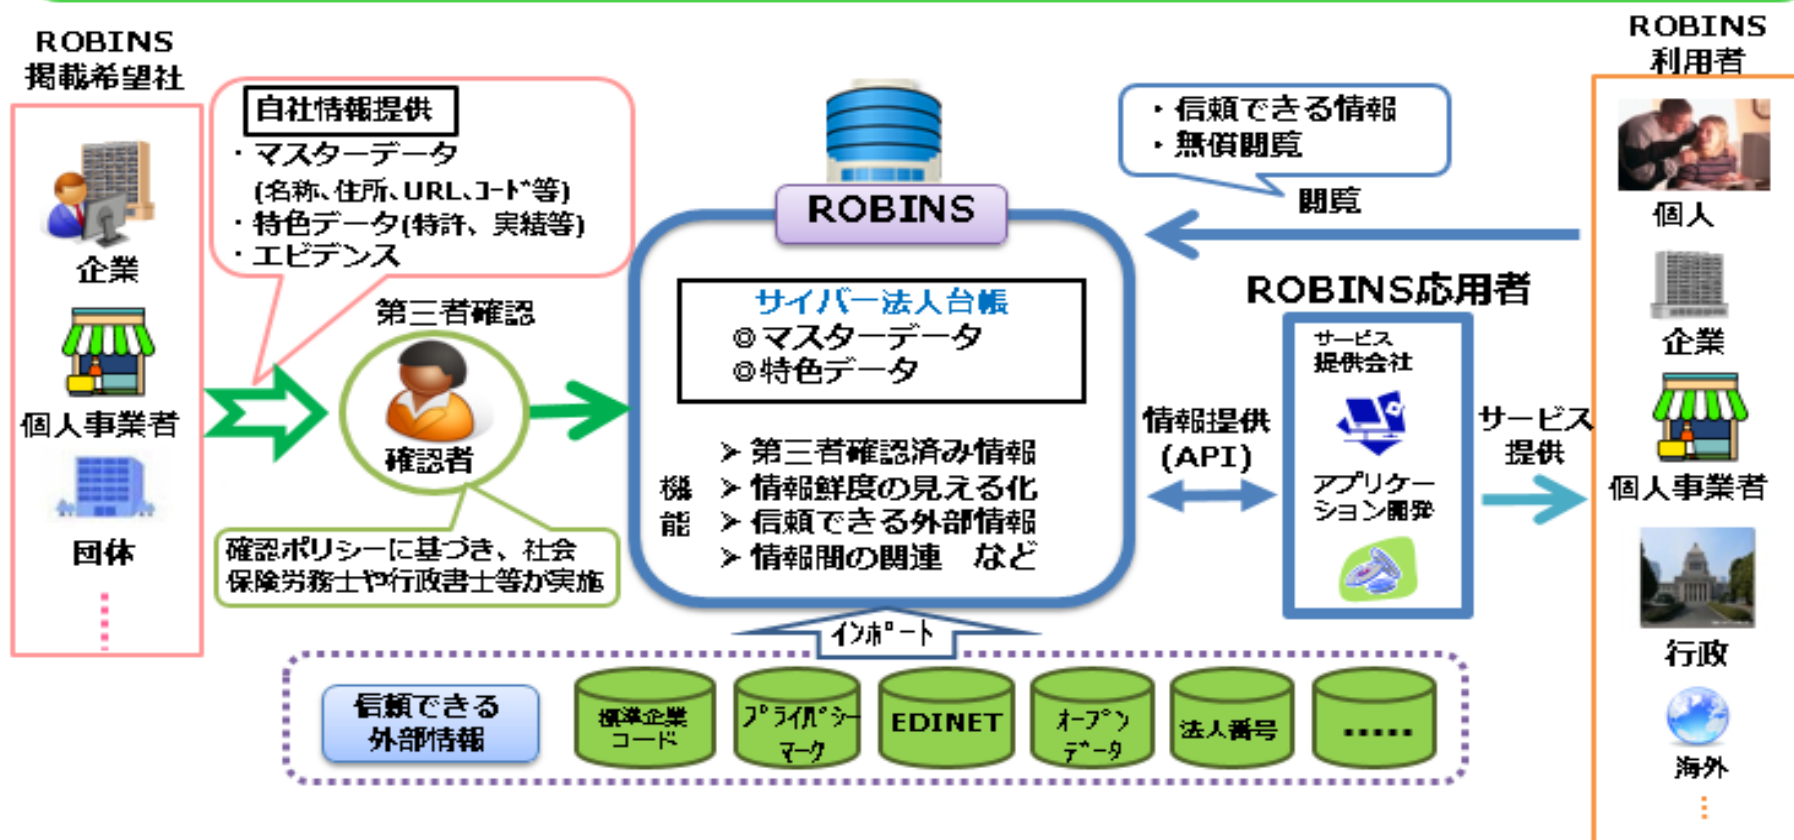 ROBINS
掲載希望社
企業
個人事業者
団体
自社情報提供
・マスターデータ
(名称、住所、URL、ｺｰﾄﾞ等)
・特色データ(特許、実績等)
・エビデンス
第三者確認
確認者
確認ポリシーに基づき、社会
保険労務士や行政書士等が実施
ROBINS
サイバー法人台帳
◎マスターデータ
◎特色データ
機能
➢ 第三者確認済み情報
➢ 情報鮮度の見える化
➢ 信頼できる外部情報
➢ 情報間の関連　など
ｲﾝﾎﾟｰﾄ
信頼できる
外部情報
標準企業
コード
ﾌﾟﾗｲﾊﾞｼｰ
ﾏｰｸ
EDINET
ｵｰﾌﾟﾝ
ﾃﾞｰﾀ
法人番号
・・・・・
・信頼できる情報
・無償閲覧
閲覧
情報提供
(API)
ROBINS応用者
サービス
提供会社
アプリケー
ション開発
サービス
提供
ROBINS
利用者
個人
企業
個人事業者
行政
海外